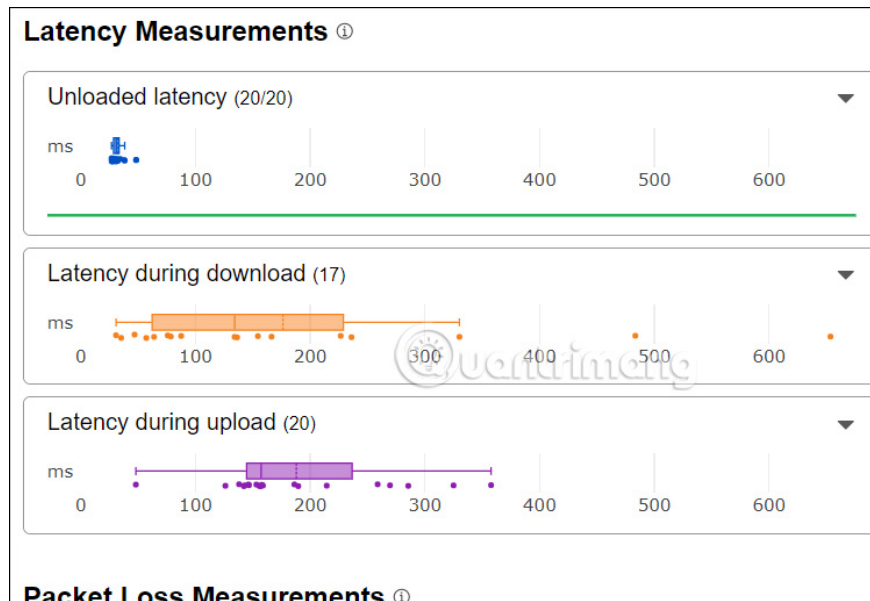 Latency Measurements
Unloaded latency (20/20)
ms
0 100 200 300 400 500 600
Latency during download (17)
ms
0 100 200 300 400 500 600
Quantrimang
Latency during upload (20)
ms
0 100 200 300 400 500 600
Packet Loss Measurements